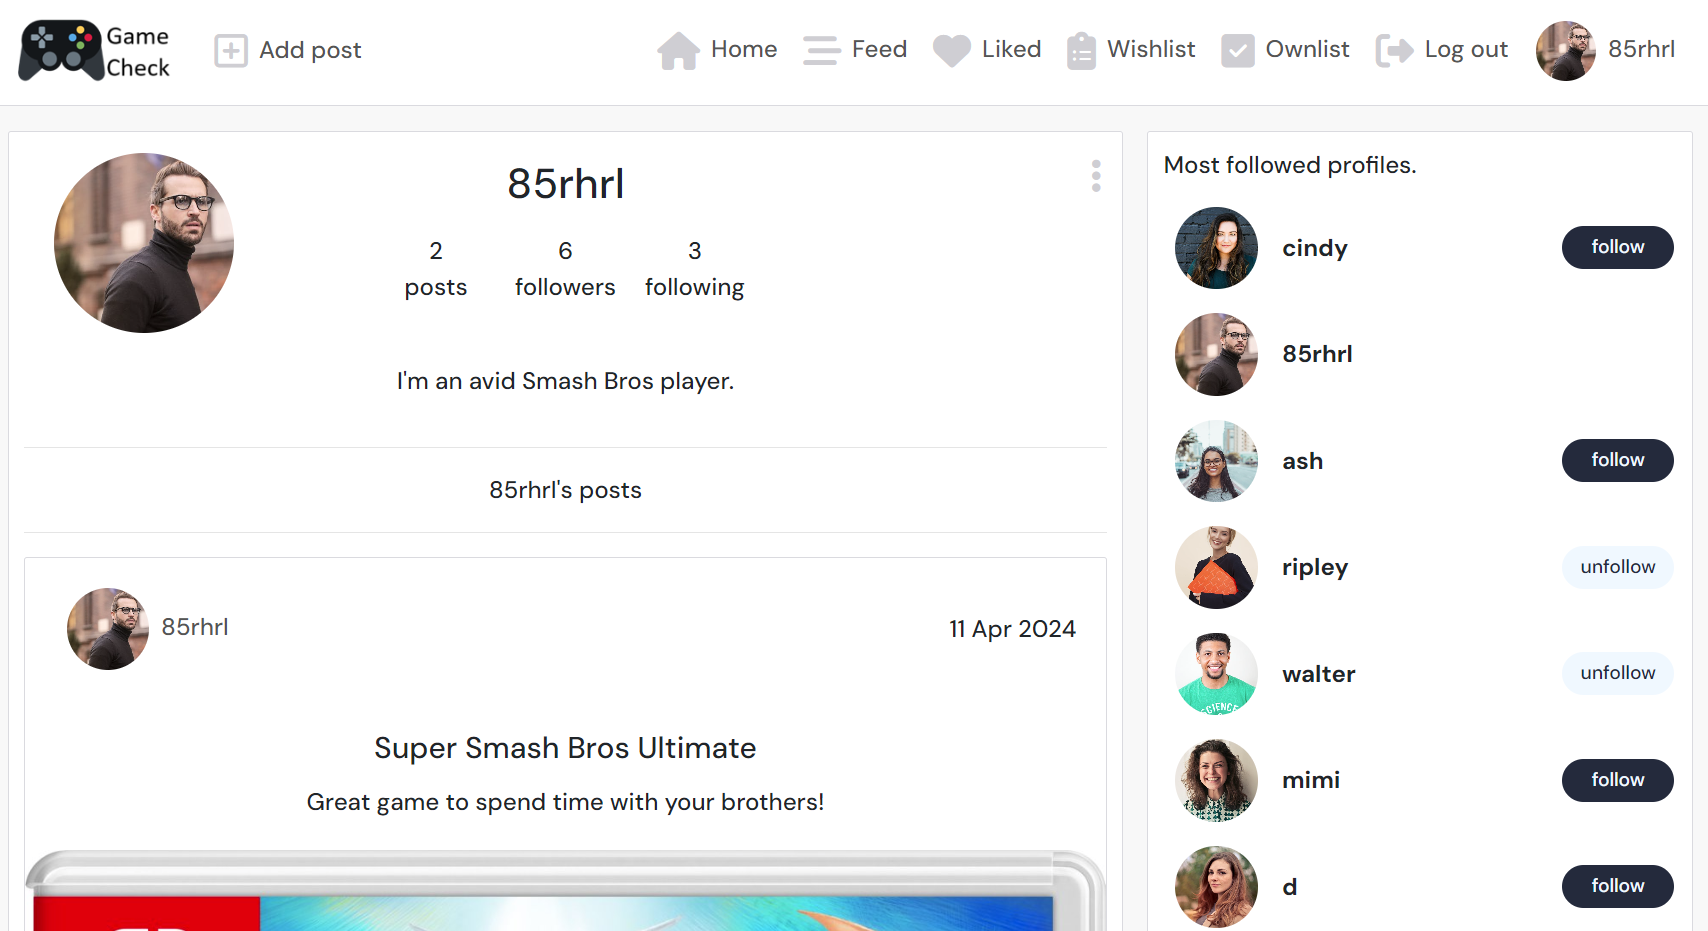 Game
Check
Add post
Home
Feed
Liked
Wishlist
Ownlist
Log out
85rhrl
85rhrl
2
posts
6
followers
3
following
I'm an avid Smash Bros player.
85rhrl's posts
85rhrl
11 Apr 2024
Super Smash Bros Ultimate
Great game to spend time with your brothers!
Most followed profiles.
cindy
follow
85rhrl
ash
follow
ripley
unfollow
walter
unfollow
SCIENCE
mimi
follow
d
follow